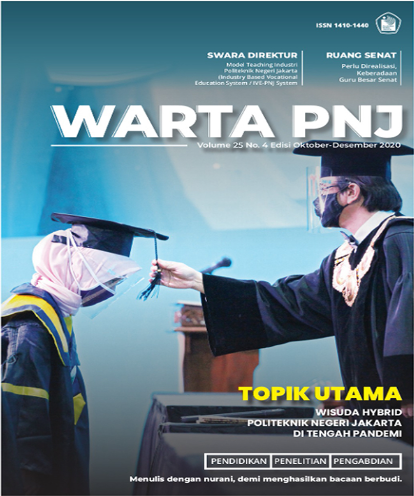 ISSN 1410-1440
SWARA DIREKTUR
Model Teaching Industri
Politeknik Negeri Jakarta
(Industry Based Vocational
Education System / IVE-PNJ System
RUANG SENAT
Perlu Direalisasi,
Keberadaan
Guru Besar Senat
WARTA PNJ
Volume 25 No. 4 Edisi Oktober-Desember 2020
TOPIK UTAMA
WISUDA HYBRID
POLITEKNIK NEGERI JAKARTA
DI TENGAH PANDEMI
PENDIDIKAN PENELITIAN PENGABDIAN
Menulis dengan nurani, demi menghasilkan bacaan berbudi.